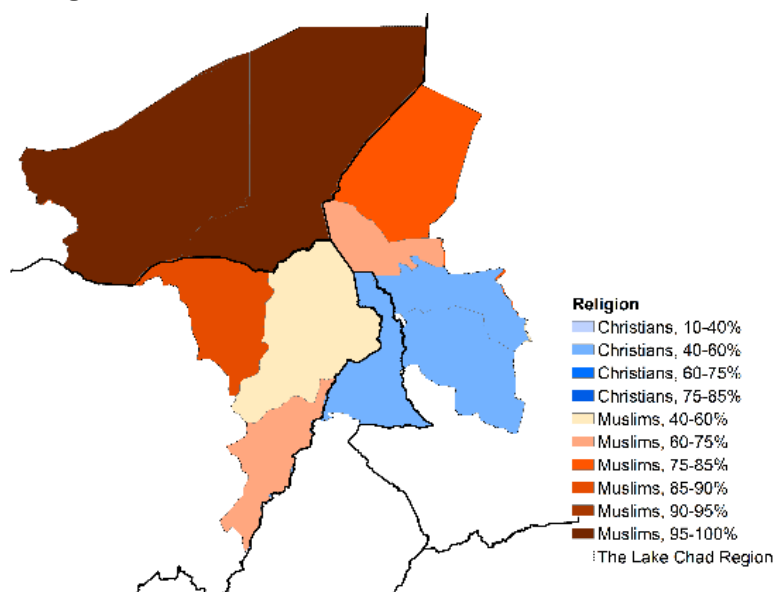 Religion
Christians, 10-40%
Christians, 40-60%
Christians, 60-75%
Christians, 75-85%
Muslims, 40-60%
Muslims, 60-75%
Muslims, 75-85%
Muslims, 85-90%
Muslims, 90-95%
Muslims, 95-100%
The Lake Chad Region